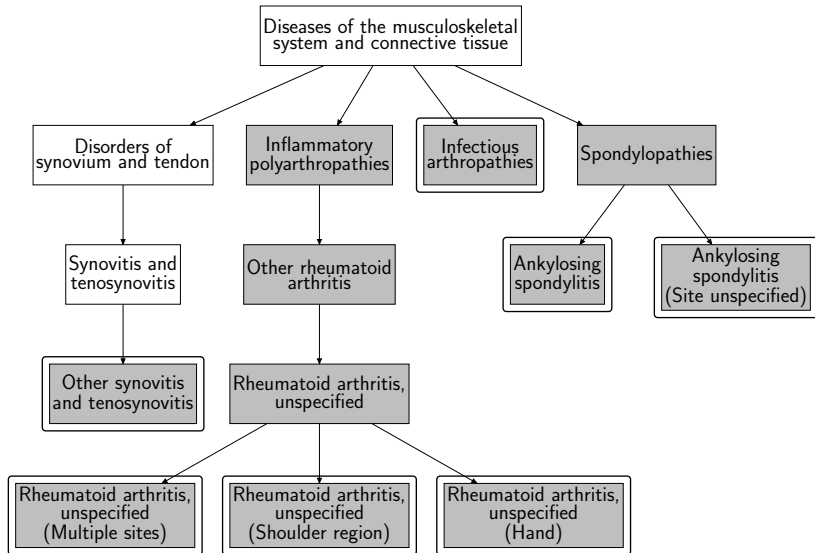 Diseases of the musculoskeletal
system and connective tissue
Disorders of
synovium and tendon
Inflammatory
polyarthropathies
Infectious
arthropathies
Spondylopathies
Synovitis and
tenosynovitis
Other rheumatoid
arthritis
Ankylosing
spondylitis
Ankylosing
spondylitis
(Site unspecified)
Other synovitis
and tenosynovitis
Rheumatoid arthritis,
unspecified
Rheumatoid arthritis,
unspecified
(Multiple sites)
Rheumatoid arthritis,
unspecified
(Shoulder region)
Rheumatoid arthritis,
unspecified
(Hand)